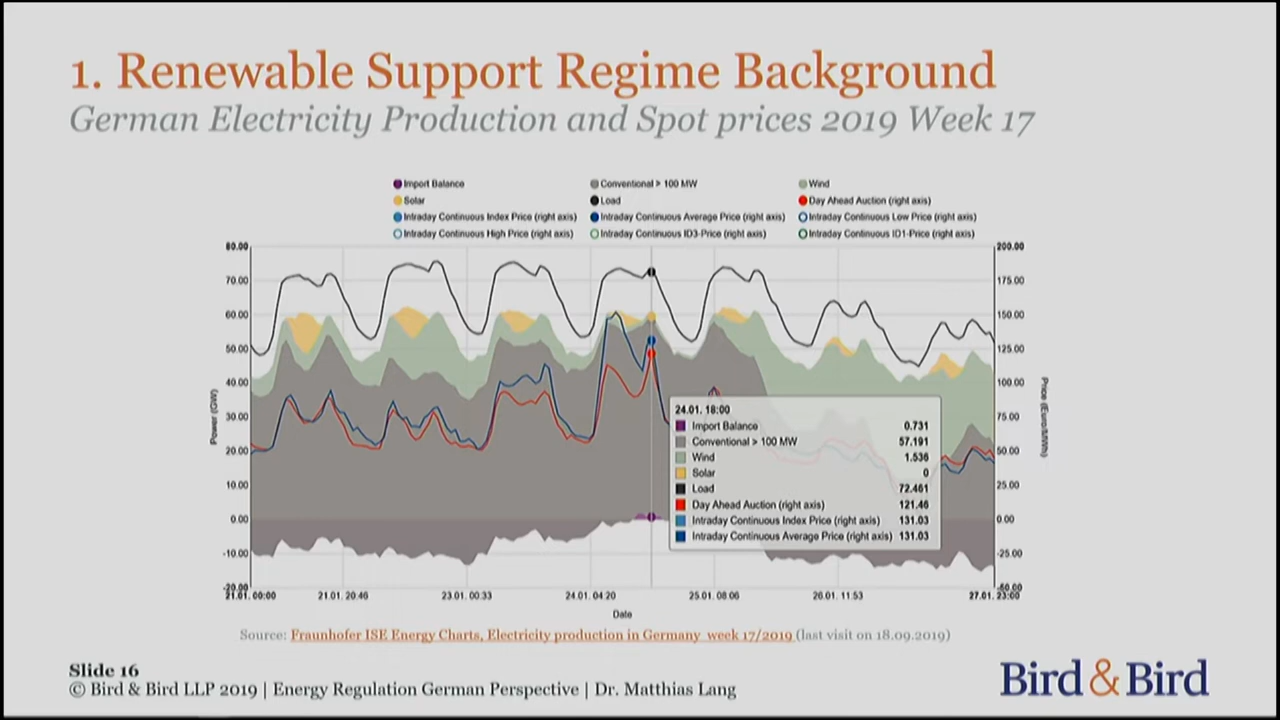 1. Renewable Support Regime Background
German Electricity Production and Spot prices 2019 Week 17
Import Balance
Conventional > 100 MW
Wind
Solar
Load
Day Ahead Auction (right axis)
Intraday Continuous Index Price (right axis)
Intraday Continuous Average Price (right axis)
Intraday Continuous Low Price (right axis)
Intraday Continuous High Price (right axis)
Intraday Continuous ID3-Price (right axis)
Intraday Continuous ID1-Price (right axis)
80.00
70.00
60.00
50.00
40.00
30.00
20.00
10.00
0.00
-10.00
-20.00
Power (GW)
200.00
175.00
150.00
125.00
100.00
75.00
50.00
25.00
0.00
-25.00
-50.00
Price (Euro/MWh)
24.01. 18:00
Import Balance 0.731
Conventional > 100 MW 57.191
Wind 1.536
Solar 0
Load 72.461
Day Ahead Auction (right axis) 121.46
Intraday Continuous Index Price (right axis) 131.03
Intraday Continuous Average Price (right axis) 131.03
21.01. 00:00
21.01. 20:46
23.01. 00:33
24.01. 04:20
25.01. 08:06
26.01. 11:53
27.01. 23:00
Date
Source: Fraunhofer ISE Energy Charts, Electricity production in Germany week 17/2019 (last visit on 18.09.2019)
Slide 16
© Bird & Bird LLP 2019 | Energy Regulation German Perspective | Dr. Matthias Lang
Bird & Bird